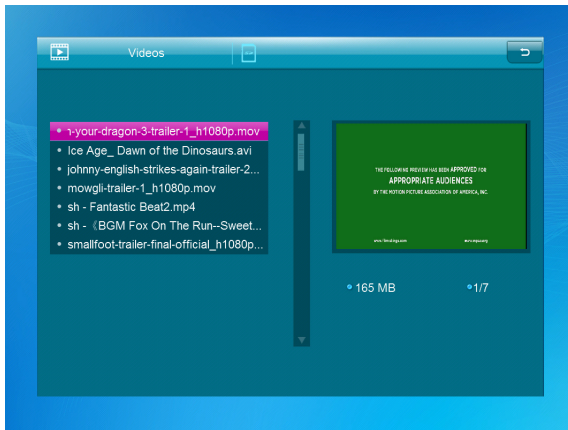 Videos
ר-your-dragon-3-trailer-1_h1080p.mov
Ice Age_ Dawn of the Dinosaurs.avi
johnny-english-strikes-again-trailer-2...
mowgli-trailer-1_h1080p.mov
sh - Fantastic Beat2.mp4
sh -《BGM Fox On The Run--Sweet...
smallfoot-trailer-final-official_h1080p...
THE FOLLOWING PREVIEW HAS BEEN APPROVED FOR
APPROPRIATE AUDIENCES
BY THE MOTION PICTURE ASSOCIATION OF AMERICA, INC.
165 MB
1/7